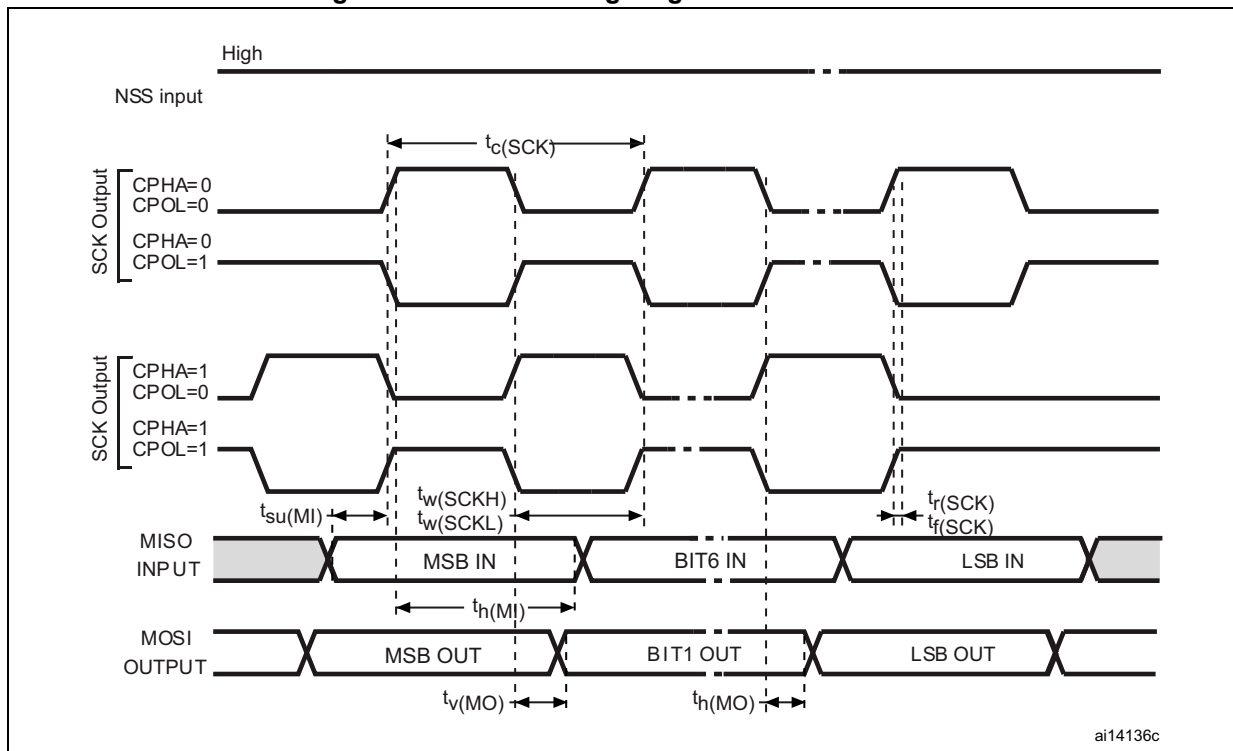 High
NSS input
tc(SCK)
SCK Output
CPHA=0
CPOL=0
CPHA=0
CPOL=1
SCK Output
CPHA=1
CPOL=0
CPHA=1
CPOL=1
tsu(MI)
tw(SCKH)
tw(SCKL)
tr(SCK)
tf(SCK)
MISO
INPUT
MSB IN
BIT6 IN
LSB IN
th(MI)
MOSI
OUTPUT
MSB OUT
BIT1 OUT
LSB OUT
tv(MO)
th(MO)
ai14136c